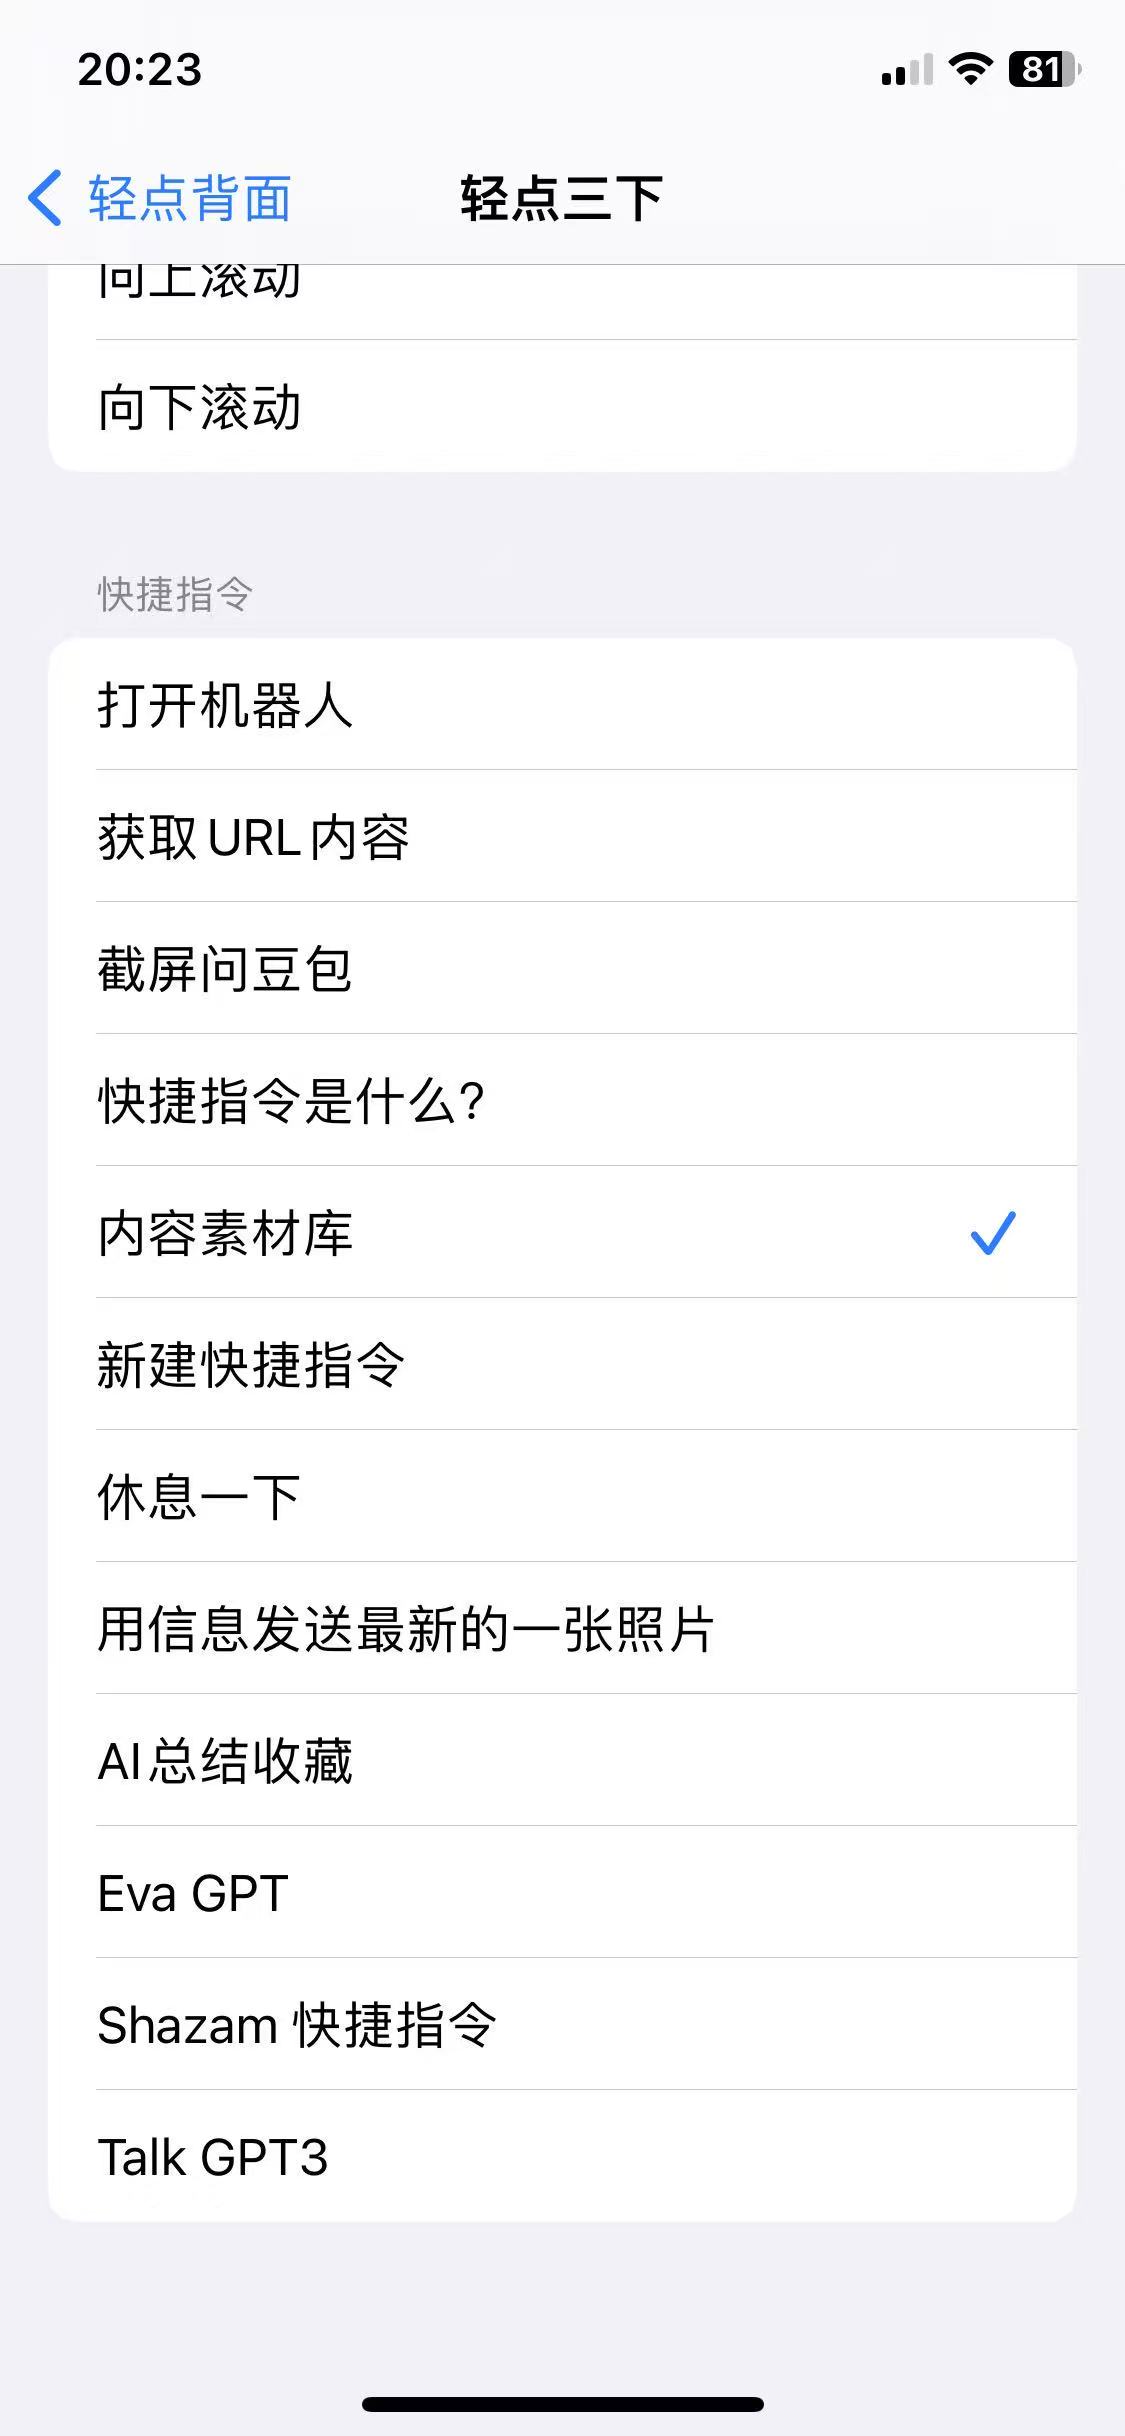 20:23
81
轻点背面
轻点三下
向上滚动
向下滚动
快捷指令
打开机器人
获取URL内容
截屏问豆包
快捷指令是什么？
内容素材库
新建快捷指令
休息一下
用信息发送最新的一张照片
AI总结收藏
Eva GPT
Shazam 快捷指令
Talk GPT3